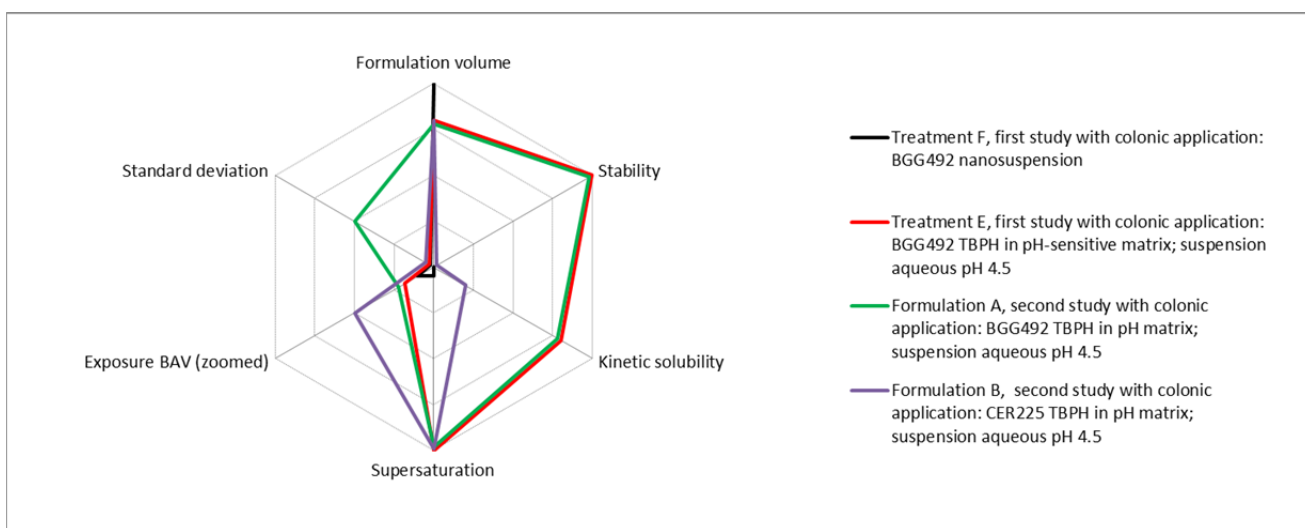 Formulation volume
Standard deviation
Stability
Exposure BAV (zoomed)
Kinetic solubility
Supersaturation
Treatment F, first study with colonic application:
BGG492 nanosuspension
Treatment E, first study with colonic application:
BGG492 TBPH in pH-sensitive matrix; suspension
aqueous pH 4.5
Formulation A, second study with colonic
application: BGG492 TBPH in pH matrix;
suspension aqueous pH 4.5
Formulation B,  second study with colonic
application: CER225 TBPH in pH matrix;
suspension aqueous pH 4.5